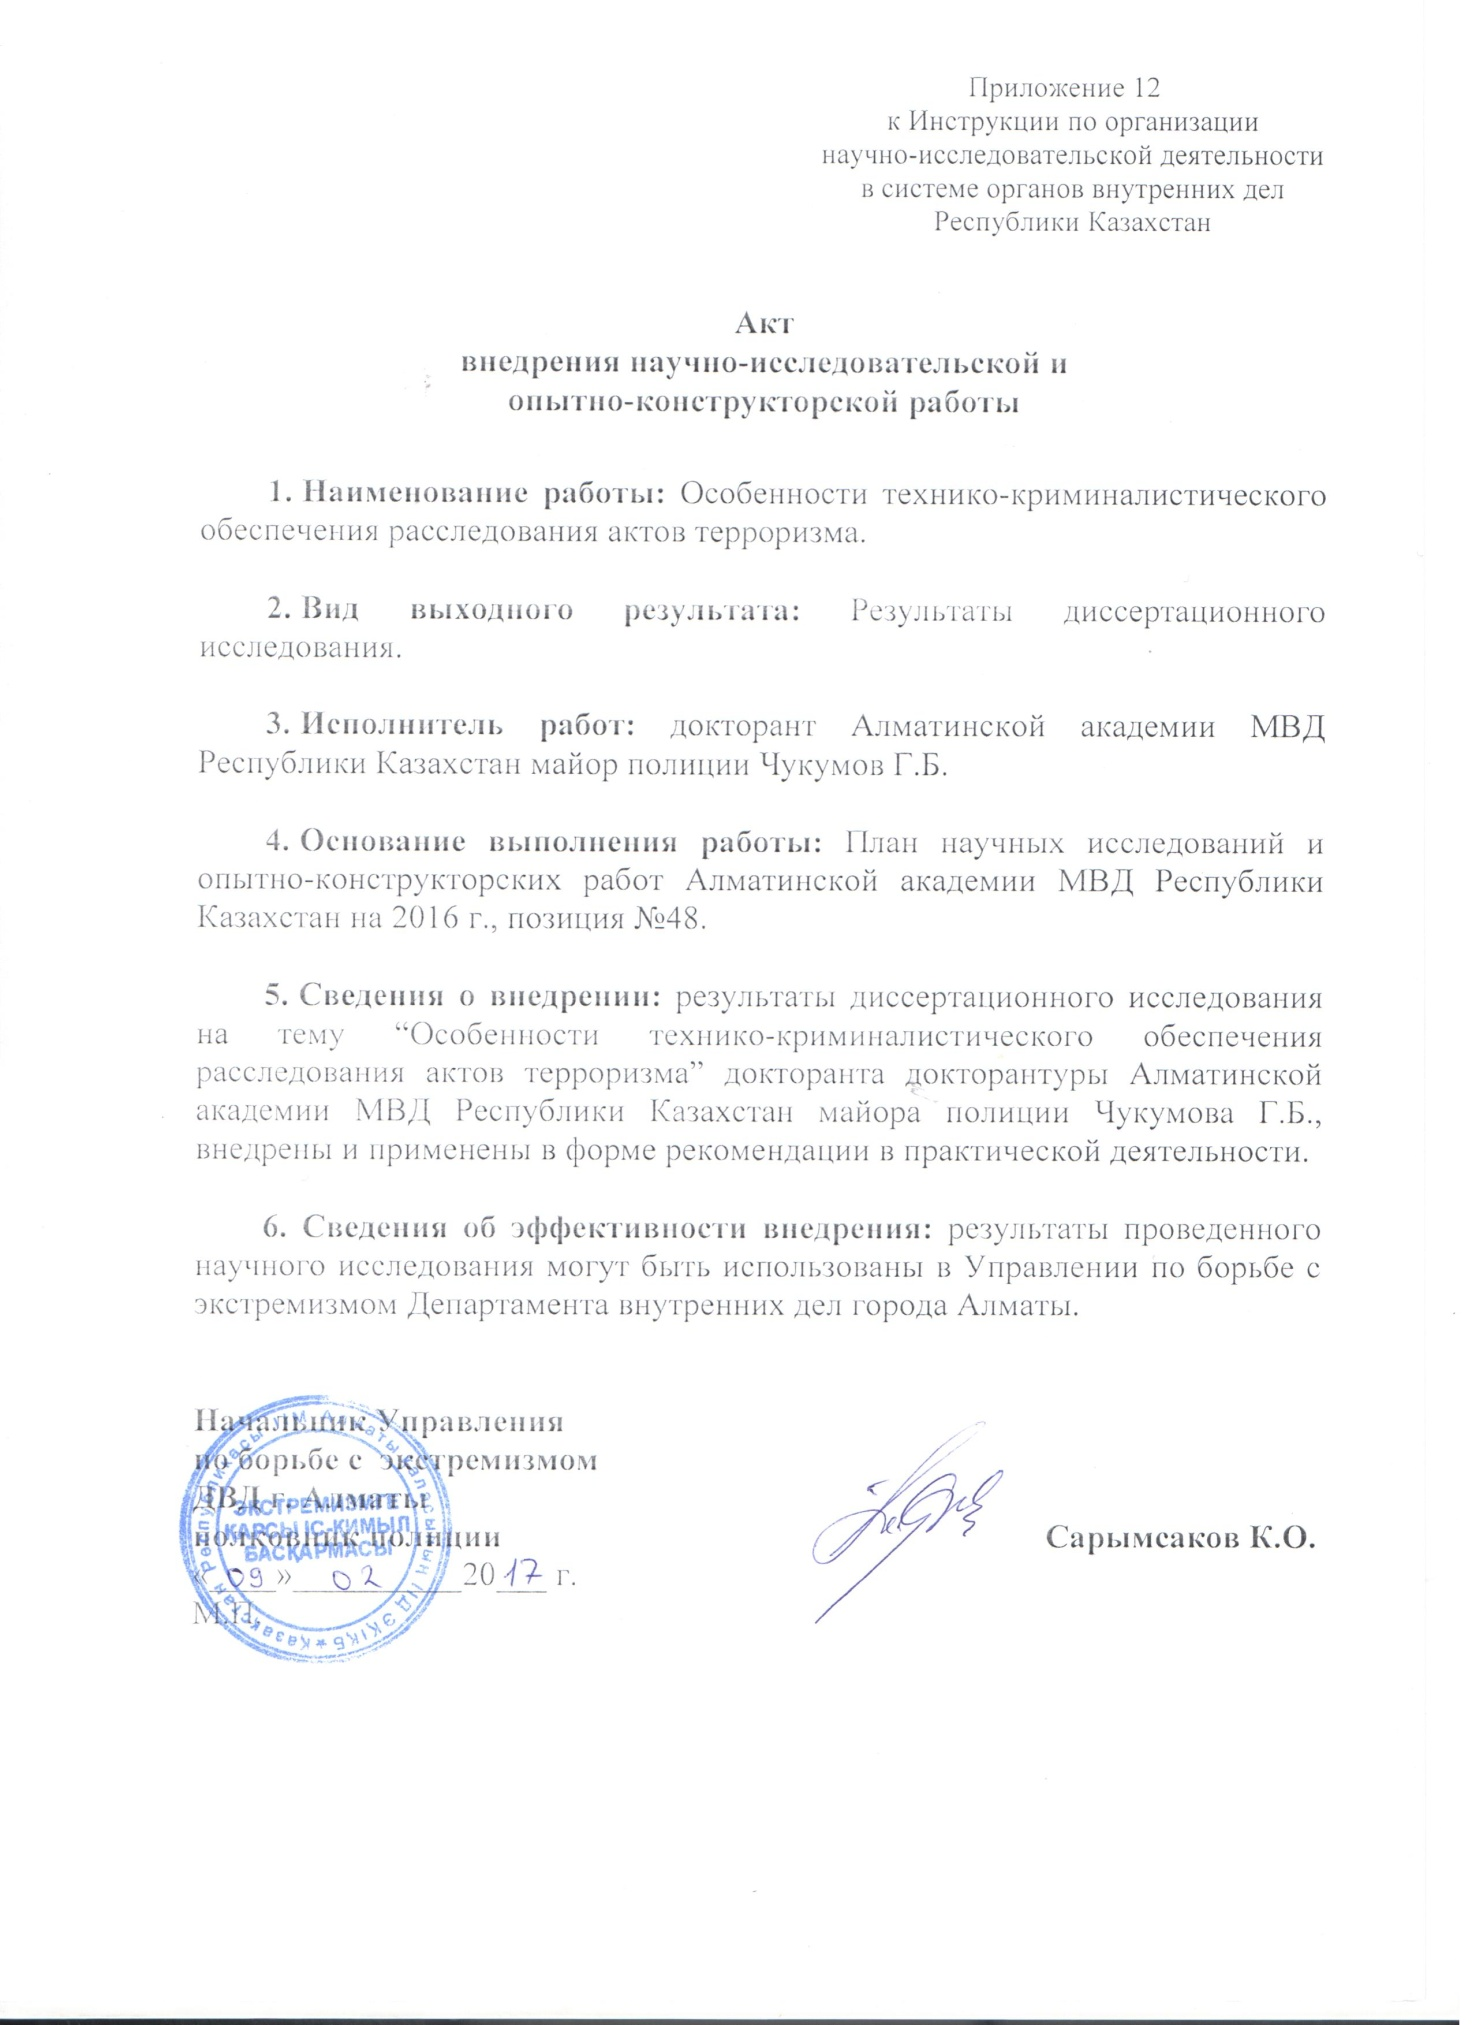 Приложение 12
к Инструкции по организации
научно-исследовательской деятельности
в системе органов внутренних дел
Республики Казахстан
Акт
внедрения научно-исследовательской и
опытно-конструкторской работы
1. Наименование работы: Особенности технико-криминалистического
обеспечения расследования актов терроризма.
2. Вид выходного результата: Результаты диссертационного
исследования.
3. Исполнитель работ: докторант Алматинской академии МВД
Республики Казахстан майор полиции Чукумов Г.Б.
4. Основание выполнения работы: План научных исследований и
опытно-конструкторских работ Алматинской академии МВД Республики
Казахстан на 2016 г., позиция №48.
5. Сведения о внедрении: результаты диссертационного исследования
на тему “Особенности технико-криминалистического обеспечения
расследования актов терроризма” докторанта докторантуры Алматинской
академии МВД Республики Казахстан майора полиции Чукумова Г.Б.,
внедрены и применены в форме рекомендации в практической деятельности.
6. Сведения об эффективности внедрения: результаты проведенного
научного исследования могут быть использованы в Управлении по борьбе с
экстремизмом Департамента внутренних дел города Алматы.
Начальник Управления
по борьбе с экстремизмом
ДВД г. Алматы
полковник полиции
Сарымсаков К.О.
«09» 02 2017 г.
М.П.
Қазақстан Республикасы ІІМ Алматы қаласының ІІД ЭҚІҚБ
ЭКСТРЕМИЗМГЕ
ҚАРСЫ ІС-ҚИМЫЛ
БАСҚАРМАСЫ